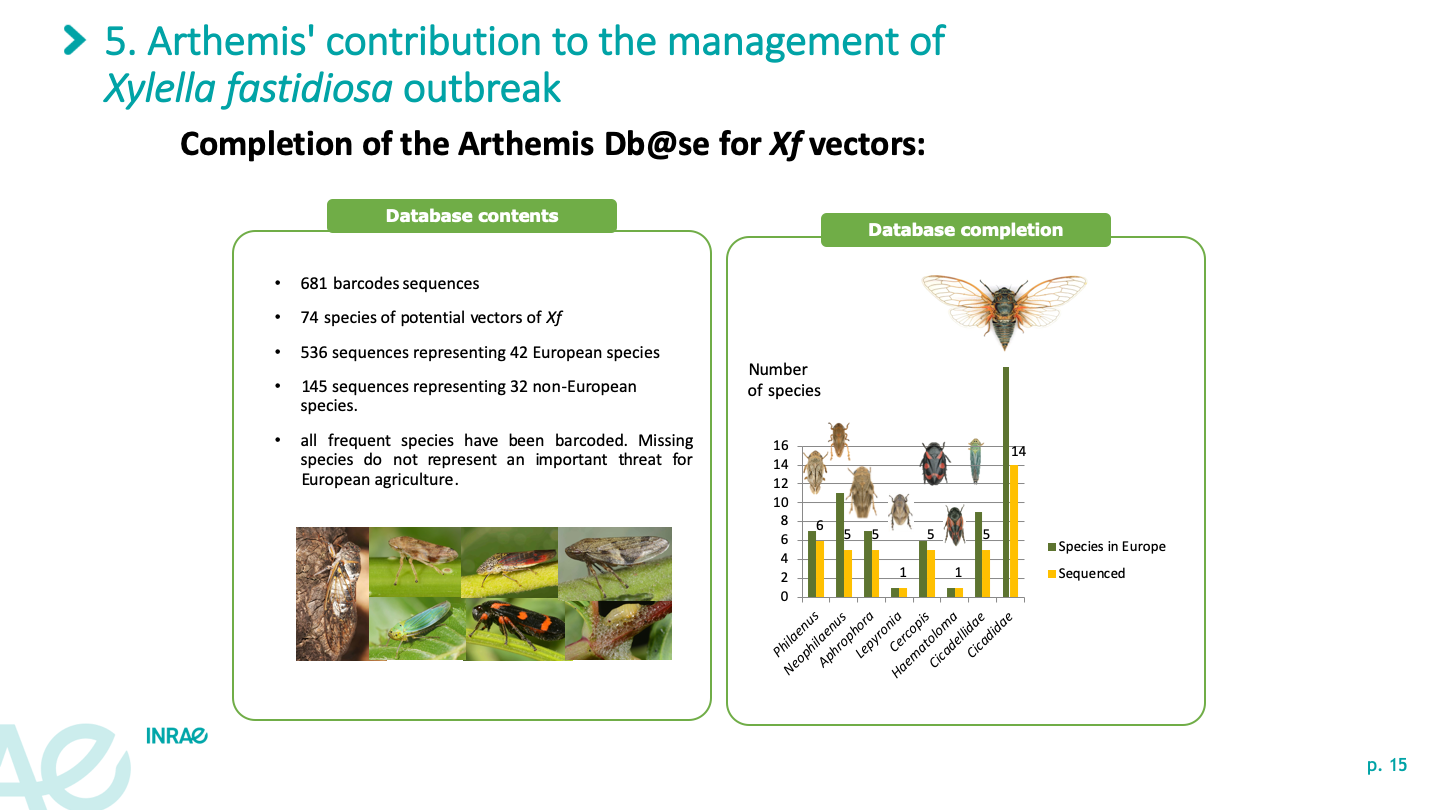 5. Arthemis' contribution to the management of
Xylella fastidiosa outbreak
Completion of the Arthemis Db@se for Xf vectors:
Database contents
• 681 barcodes sequences
• 74 species of potential vectors of Xf
• 536 sequences representing 42 European species
• 145 sequences representing 32 non-European
species.
• all frequent species have been barcoded. Missing
species do not represent an important threat for
European agriculture.
Database completion
Number
of species
16
14
12
10
8
6
4
2
0
6
5
5
1
5
1
5
14
Philaenus
Neophilaenus
Aphrophora
Lepyronia
Cercopis
Haematoloma
Cicadellidae
Cicadidae
Species in Europe
Sequenced
INRAE
p. 15